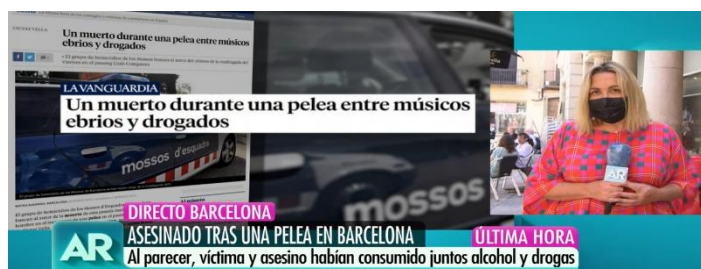 Un muerto durante una pelea entre músicos
ebrios y drogados
LA VANGUARDIA
Un muerto durante una pelea entre músicos
ebrios y drogados
mossos d'esquadra
mossos
AR
DIRECTO BARCELONA
ASESINADO TRAS UNA PELEA EN BARCELONA
ÚLTIMA HORA
Al parecer, víctima y asesino habían consumido juntos alcohol y drogas
AR